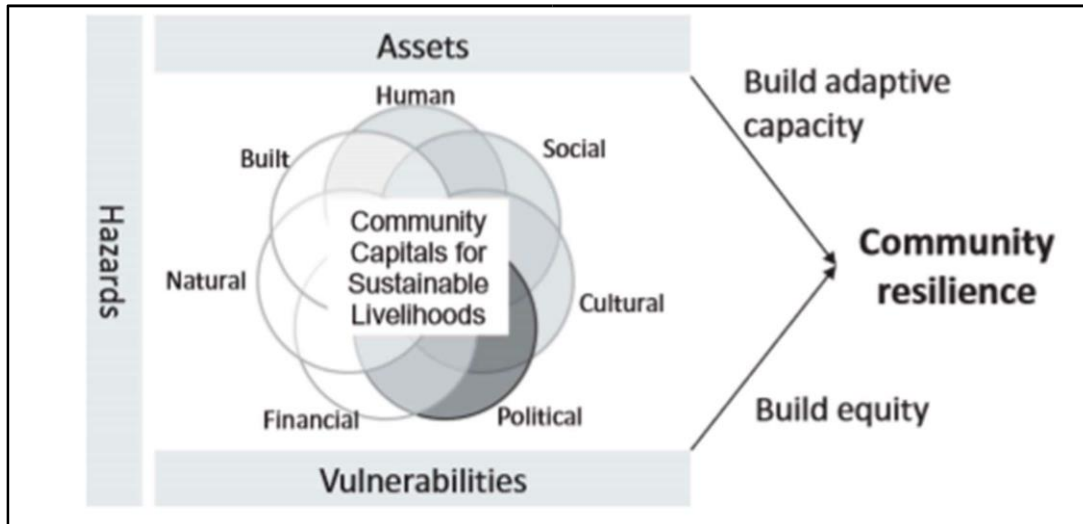 Assets
Human
Built
Social
Community
Capitals for
Sustainable
Livelihoods
Natural
Cultural
Financial
Political
Vulnerabilities
Hazards
Build adaptive
capacity
Community
resilience
Build equity